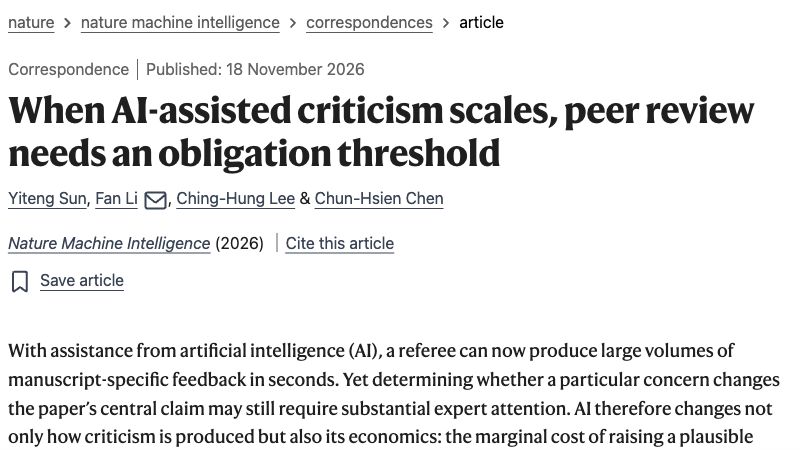 nature > nature machine intelligence > correspondences > article
Correspondence | Published: 18 November 2026
When AI-assisted criticism scales, peer review
needs an obligation threshold
Yiteng Sun, Fan Li, Ching-Hung Lee & Chun-Hsien Chen
Nature Machine Intelligence (2026) | Cite this article
Save article
With assistance from artificial intelligence (AI), a referee can now produce large volumes of
manuscript-specific feedback in seconds. Yet determining whether a particular concern changes
the paper’s central claim may still require substantial expert attention. AI therefore changes not
only how criticism is produced but also its economics: the marginal cost of raising a plausible